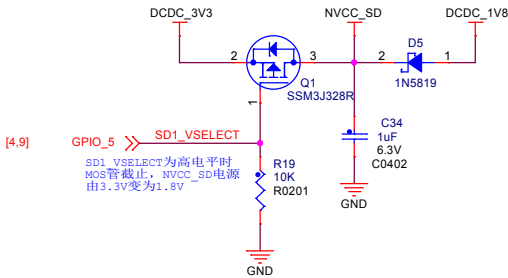 DCDC_3V3
NVCC_SD
DCDC_1V8
2
3
Q1
SSM3J328R
1
D5
2
1
1N5819
[4,9]
GPIO_5
SD1_VSELECT
SD1_VSELECT为高电平时
MOS管截止，NVCC_SD电源
由3.3V变为1.8V
R19
10K
R0201
C34
1uF
6.3V
C0402
GND
GND